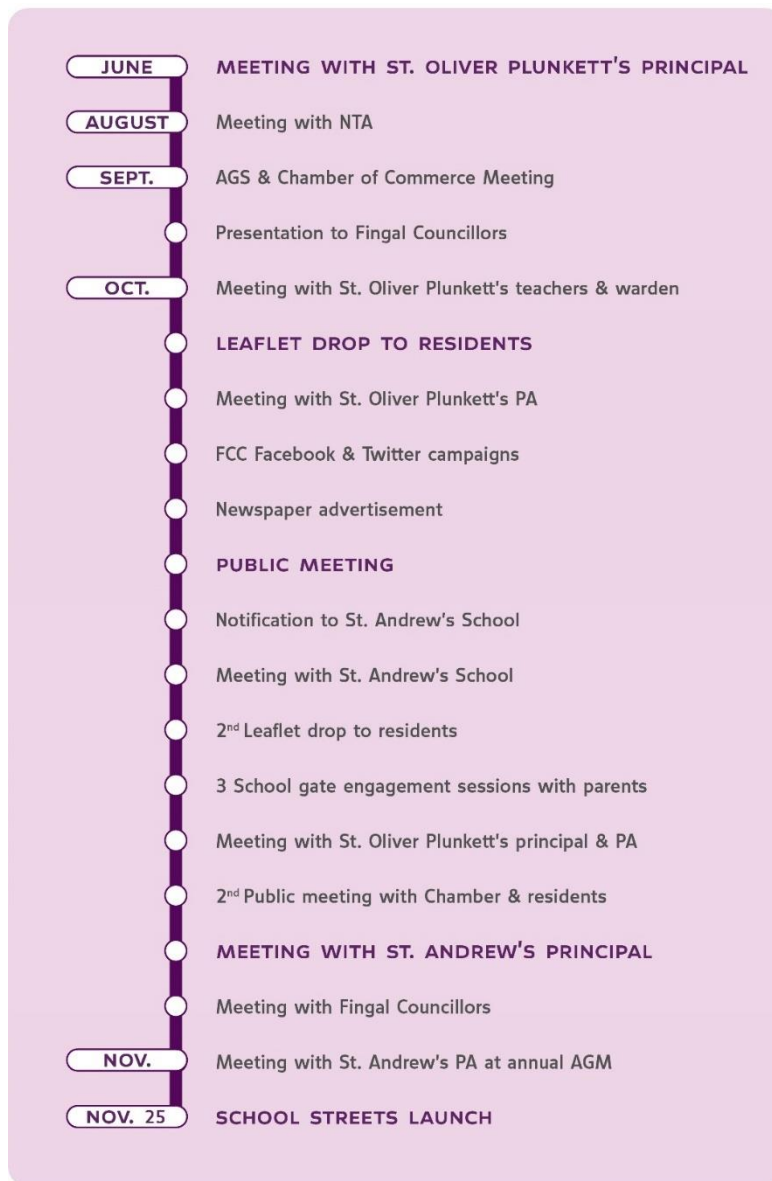 JUNE MEETING WITH ST. OLIVER PLUNKETT'S PRINCIPAL
AUGUST Meeting with NTA
SEPT. AGS & Chamber of Commerce Meeting
Presentation to Fingal Councillors
OCT. Meeting with St. Oliver Plunkett's teachers & warden
LEAFLET DROP TO RESIDENTS
Meeting with St. Oliver Plunkett's PA
FCC Facebook & Twitter campaigns
Newspaper advertisement
PUBLIC MEETING
Notification to St. Andrew's School
Meeting with St. Andrew's School
2nd Leaflet drop to residents
3 School gate engagement sessions with parents
Meeting with St. Oliver Plunkett's principal & PA
2nd Public meeting with Chamber & residents
MEETING WITH ST. ANDREW'S PRINCIPAL
Meeting with Fingal Councillors
NOV. Meeting with St. Andrew's PA at annual AGM
NOV. 25 SCHOOL STREETS LAUNCH